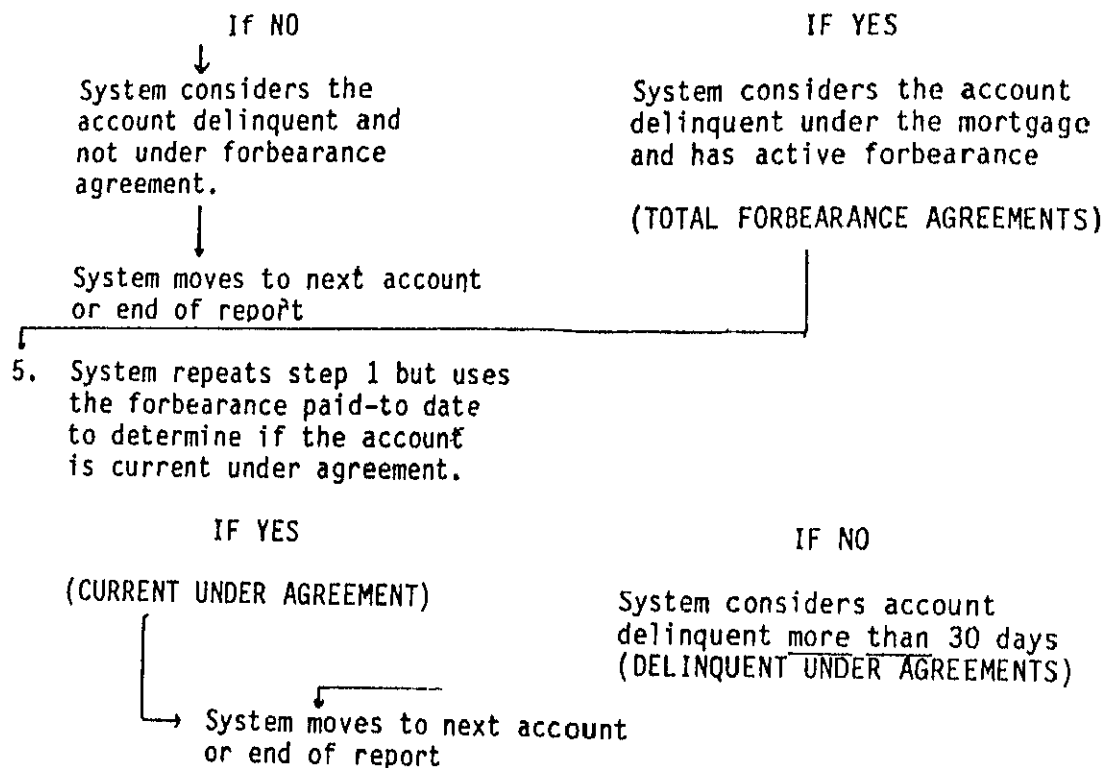 If NO
System considers the
account delinquent and
not under forbearance
agreement.
System moves to next account
or end of report
IF YES
System considers the account
delinquent under the mortgage
and has active forbearance
(TOTAL FORBEARANCE AGREEMENTS)
5. System repeats step 1 but uses
the forbearance paid-to date
to determine if the account
is current under agreement.
IF YES
(CURRENT UNDER AGREEMENT)
IF NO
System considers account
delinquent more than 30 days
(DELINQUENT UNDER AGREEMENTS)
System moves to next account
or end of report